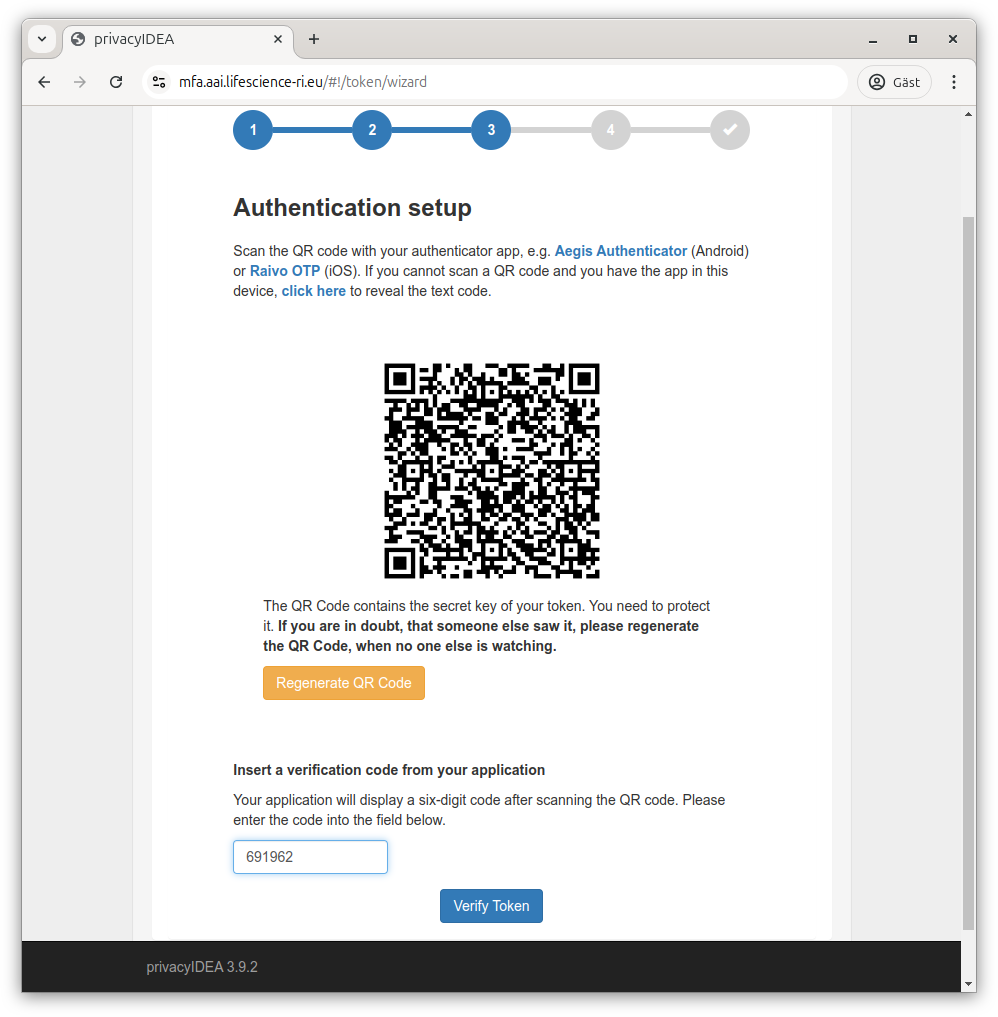 privacyIDEA
mfa.aai.lifescience-ri.eu/#!/token/wizard
Gäst
1 2 3 4
Authentication setup
Scan the QR code with your authenticator app, e.g. Aegis Authenticator (Android)
or Raivo OTP (iOS). If you cannot scan a QR code and you have the app in this
device, click here to reveal the text code.
The QR Code contains the secret key of your token. You need to protect
it. If you are in doubt, that someone else saw it, please regenerate
the QR Code, when no one else is watching.
Regenerate QR Code
Insert a verification code from your application
Your application will display a six-digit code after scanning the QR code. Please
enter the code into the field below.
691962
Verify Token
privacyIDEA 3.9.2